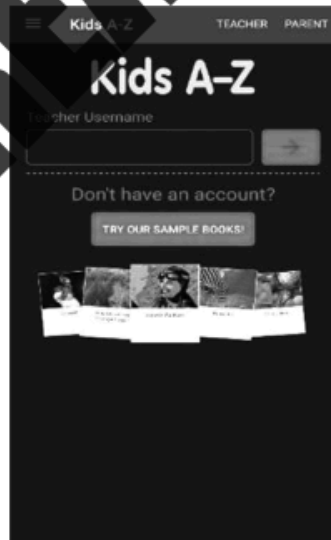 Kids A-Z TEACHER PARENT
Kids A–Z
Teacher Username
Don't have an account?
TRY OUR SAMPLE BOOKS!